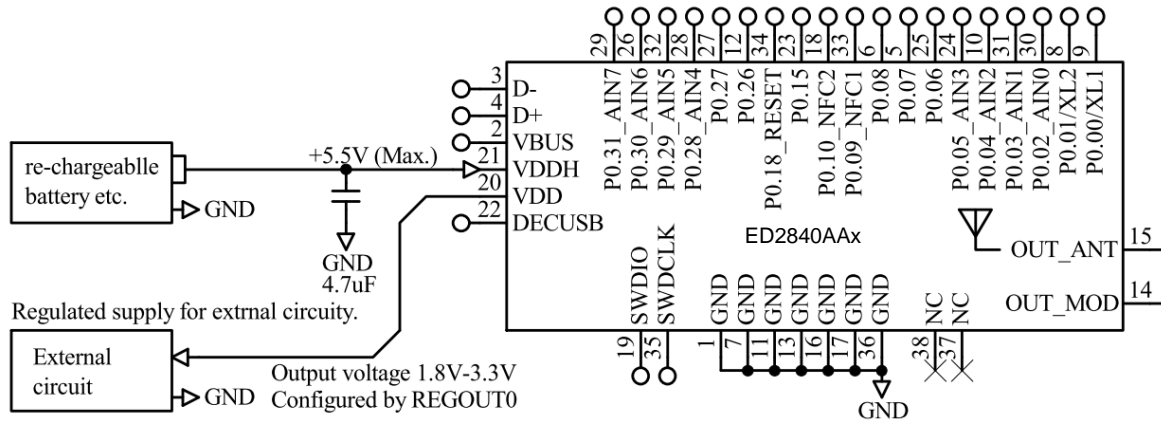 29
26
32
28
27
12
34
23
18
33
6
5
25
24
10
31
30
8
9
P0.31_AIN7
P0.30_AIN6
P0.29_AIN5
P0.28_AIN4
P0.27
P0.26
P0.18_RESET
P0.15
P0.10_NFC2
P0.09_NFC1
P0.08
P0.07
P0.06
P0.05_AIN3
P0.04_AIN2
P0.03_AIN1
P0.02_AIN0
P0.01/XL2
P0.00/XL1
3 D-
4 D+
2 VBUS
21 VDDH
20 VDD
22 DECUSB
re-chargeablle
battery etc.
GND
+5.5V (Max.)
GND
4.7uF
ED2840AAx
OUT_ANT 15
OUT_MOD 14
SWDIO
SWDCLK
GND
GND
GND
GND
GND
GND
GND
NC
NC
19
35
1
7
11
13
16
17
36
38
37
GND
Regulated supply for extrnal circuity.
External
circuit
GND
Output voltage 1.8V-3.3V
Configured by REGOUT0